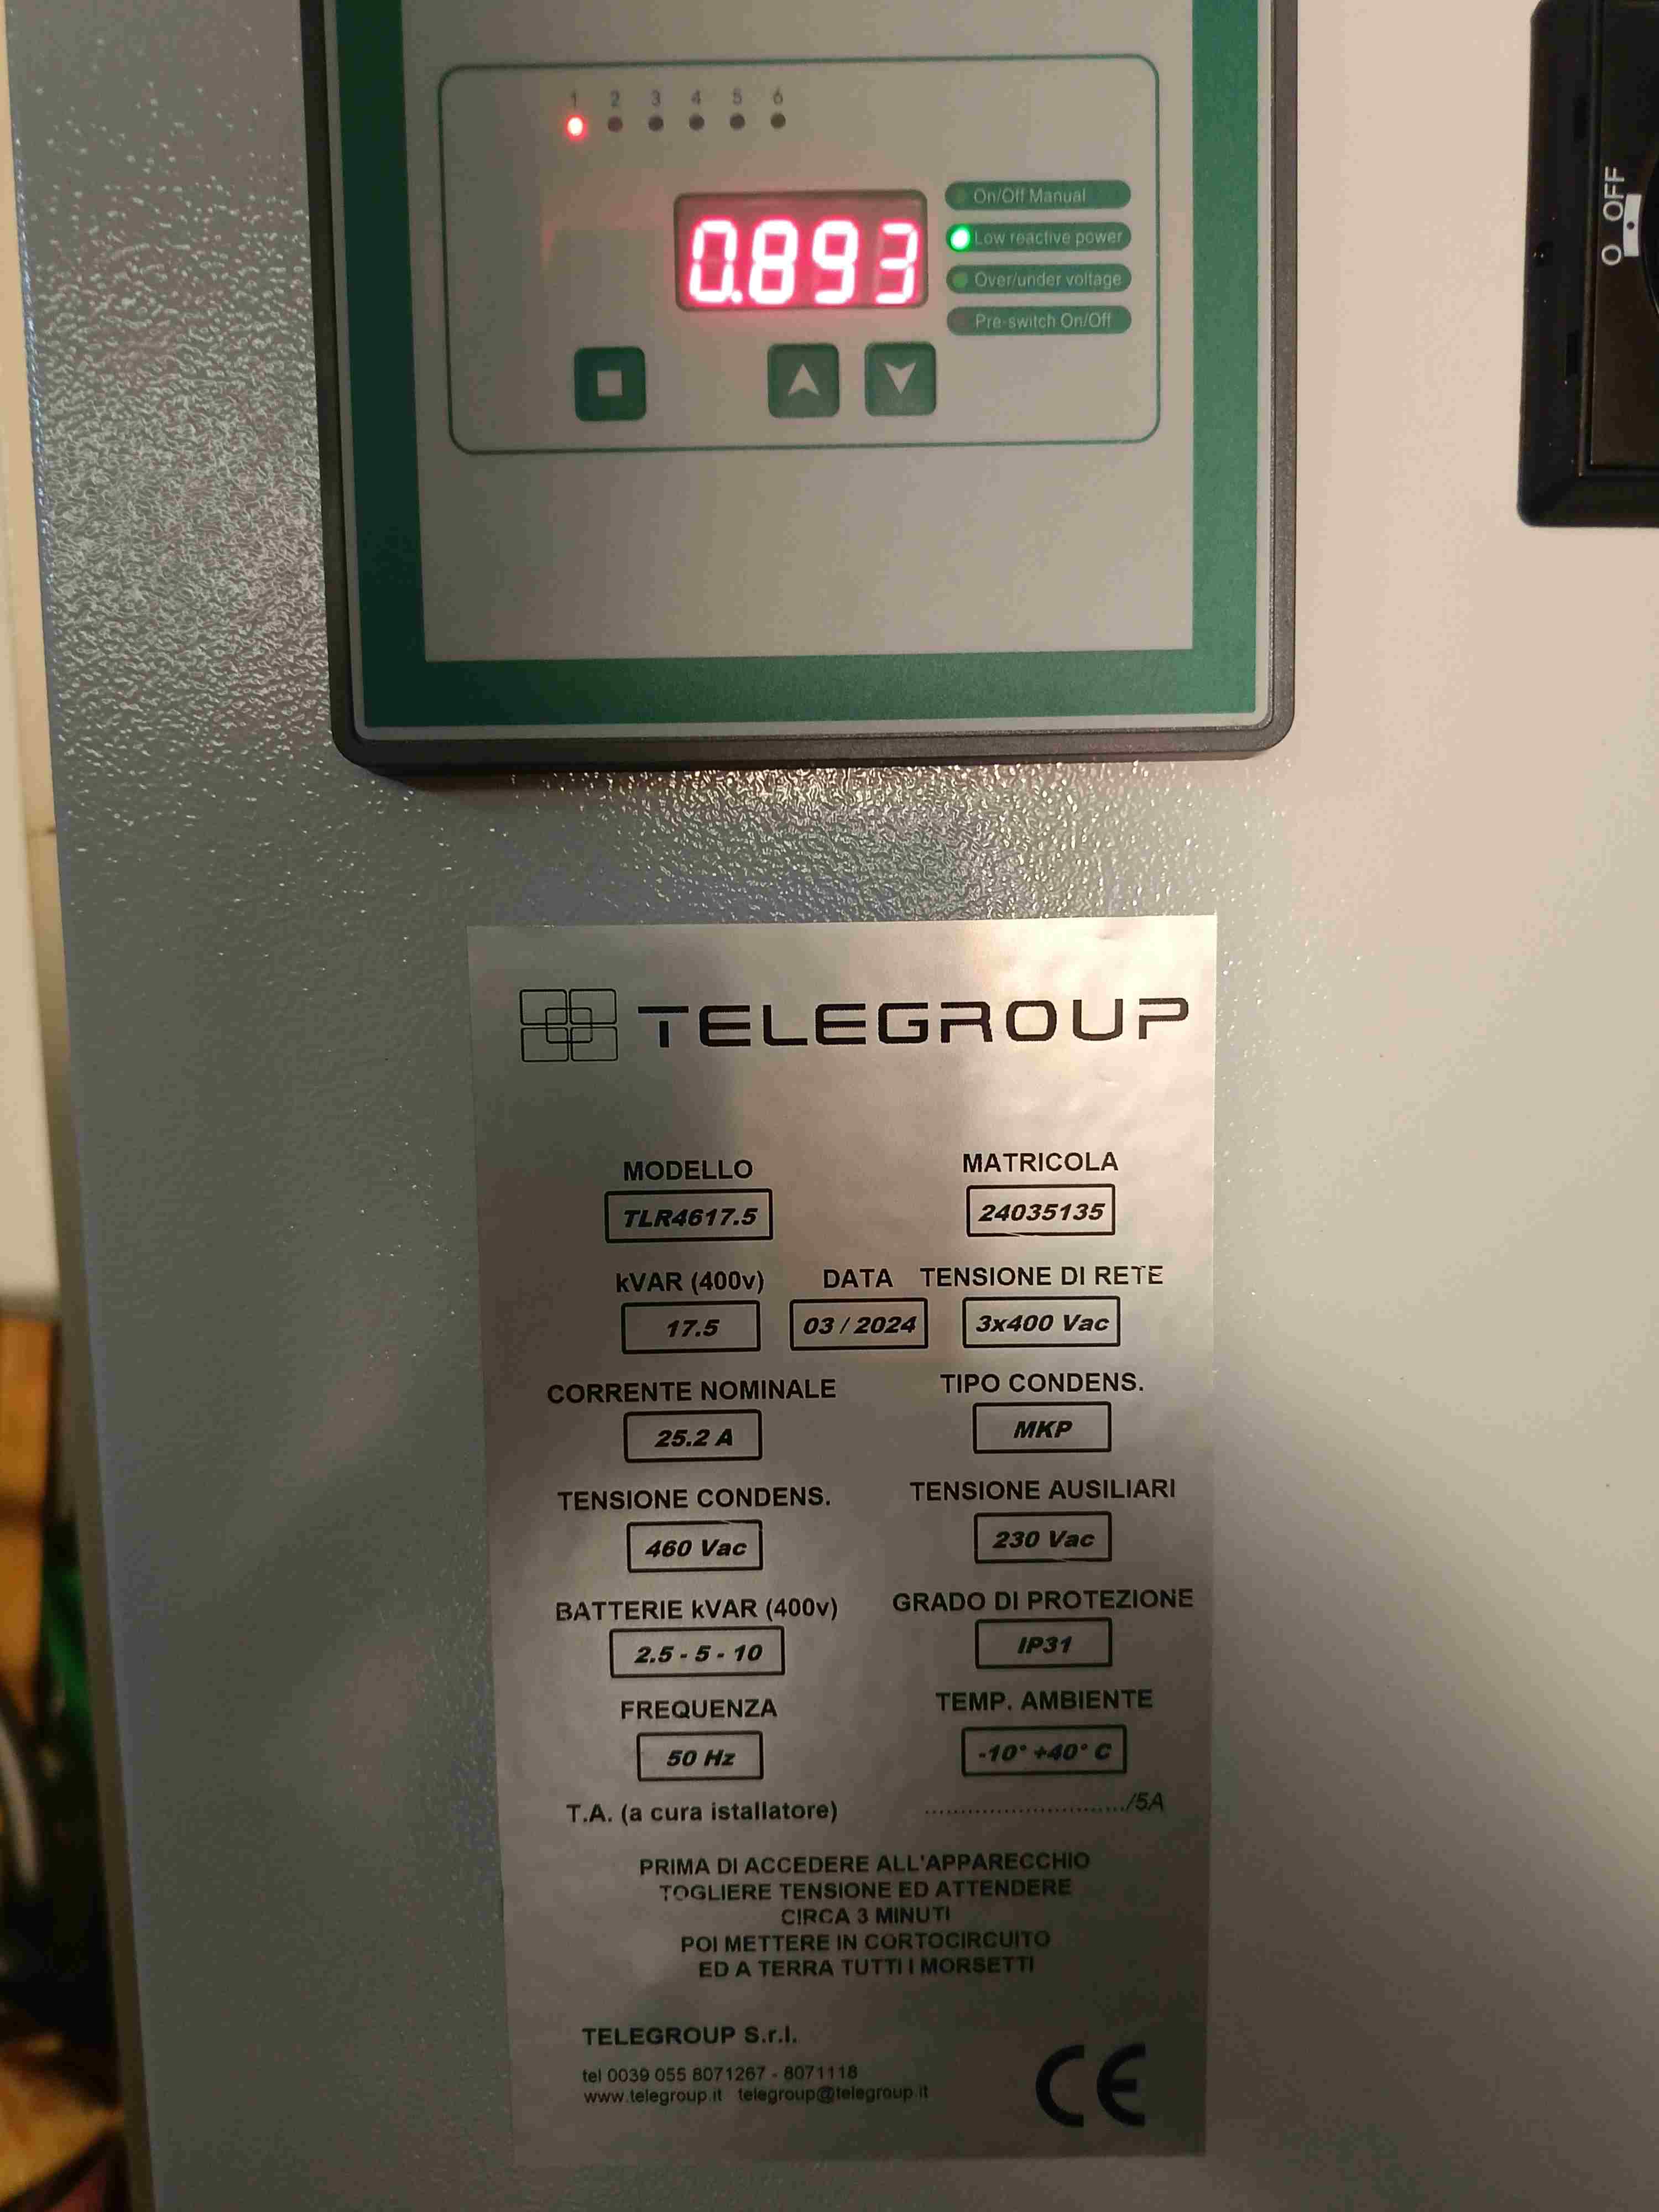 1 2 3 4 5 6
0.893
On/Off Manual
Low reactive power
Over/under voltage
Pre-switch On/Off
O OFF
TELEGROUP
MODELLO MATRICOLA
TLR4617.5 24035135
kVAR (400v) DATA TENSIONE DI RETE
17.5 03 / 2024 3x400 Vac
CORRENTE NOMINALE TIPO CONDENS.
25.2 A MKP
TENSIONE CONDENS. TENSIONE AUSILIARI
460 Vac 230 Vac
BATTERIE kVAR (400v) GRADO DI PROTEZIONE
2.5 - 5 - 10 IP31
FREQUENZA TEMP. AMBIENTE
50 Hz -10° +40° C
T.A. (a cura istallatore) ............................/5A
PRIMA DI ACCEDERE ALL'APPARECCHIO
TOGLIERE TENSIONE ED ATTENDERE
CIRCA 3 MINUTI
POI METTERE IN CORTOCIRCUITO
ED A TERRA TUTTI I MORSETTI
TELEGROUP S.r.l.
tel 0039 055 8071267 - 8071118
www.telegroup.it telegroup@telegroup.it
CE